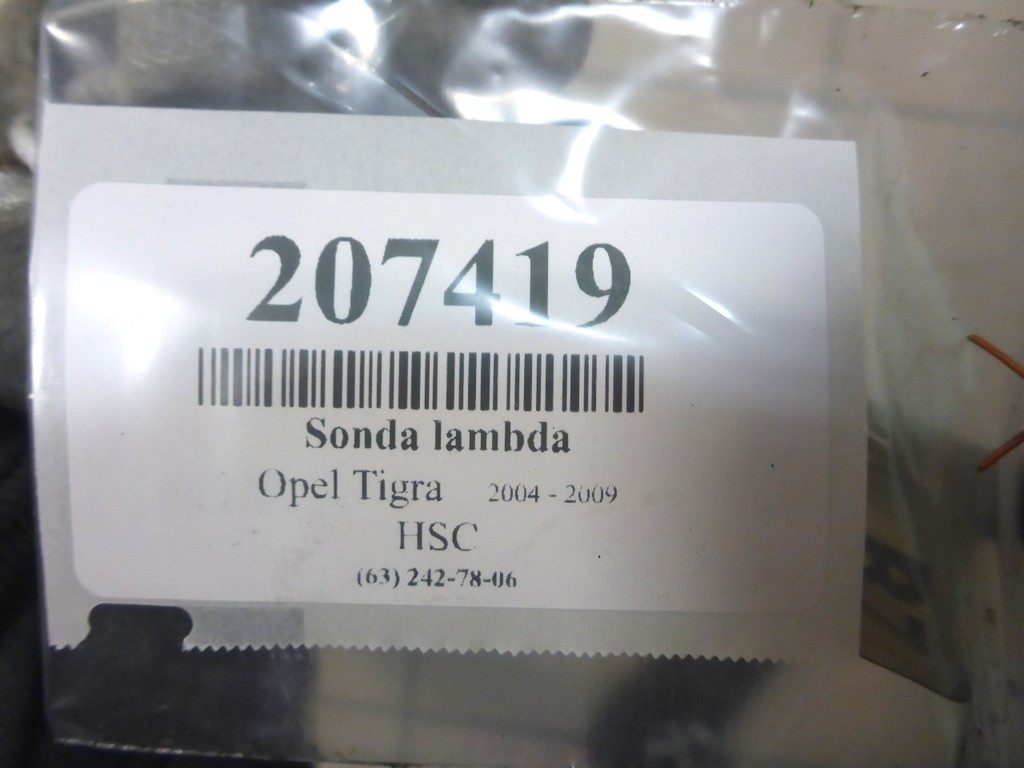 207419
Sonda lambda
Opel Tigra 2004 - 2009
HSC
(63) 242-78-06